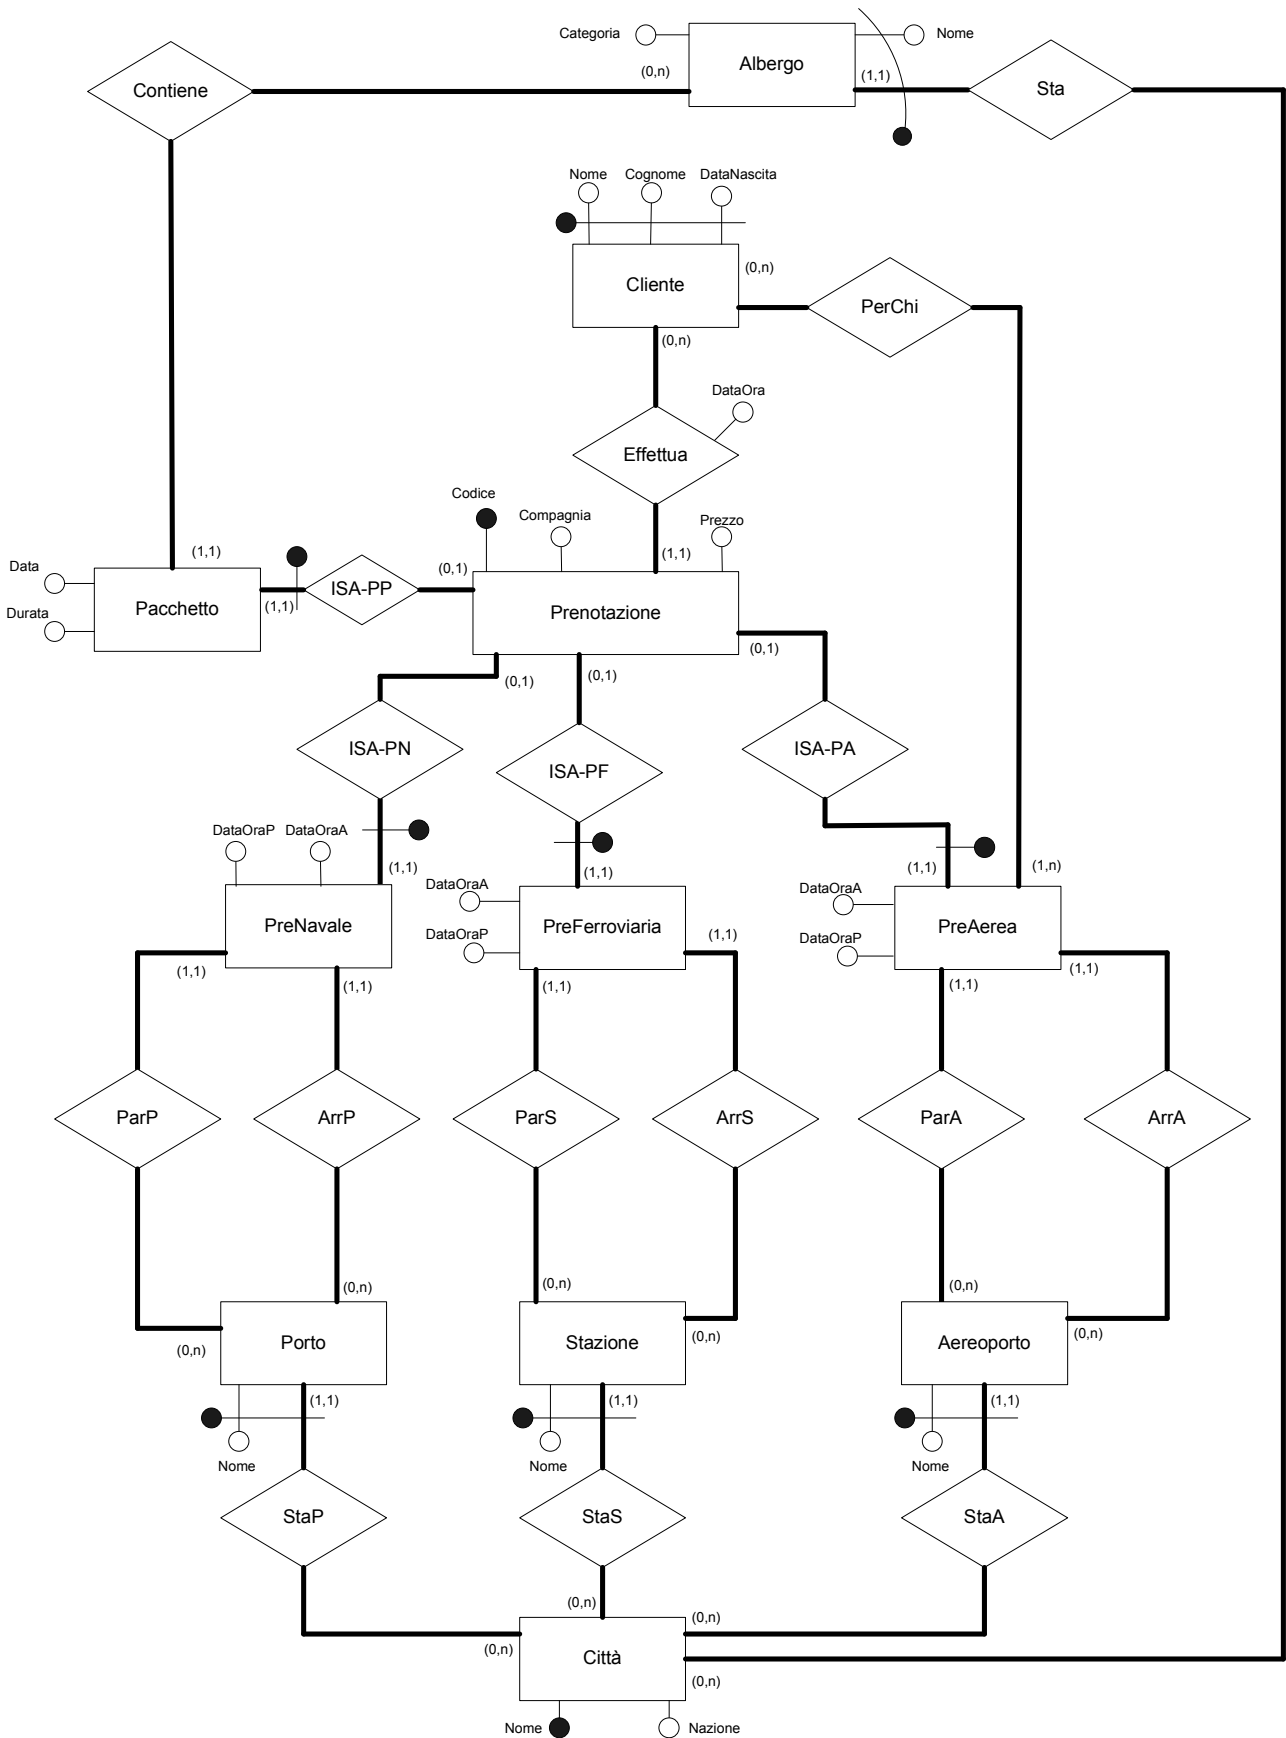 Categoria
Nome
Albergo
(0,n)
(1,1)
Contiene
Sta
Nome
Cognome
DataNascita
(0,n)
Cliente
PerChi
(0,n)
DataOra
Effettua
Codice
Compagnia
Prezzo
(1,1)
(0,1)
(1,1)
Data
Durata
Pacchetto
(1,1)
ISA-PP
Prenotazione
(0,1)
(0,1)
(0,1)
ISA-PN
ISA-PF
ISA-PA
DataOraP
DataOraA
(1,1)
(1,1)
(1,1)
(1,n)
DataOraA
DataOraA
PreNavale
PreFerroviaria
PreAerea
DataOraP
DataOraP
(1,1)
(1,1)
(1,1)
(1,1)
(1,1)
(1,1)
ParP
ArrP
ParS
ArrS
ParA
ArrA
(0,n)
(0,n)
(0,n)
Porto
Stazione
Aereoporto
(0,n)
(0,n)
(0,n)
(1,1)
(1,1)
(1,1)
Nome
Nome
Nome
StaP
StaS
StaA
(0,n)
(0,n)
(0,n)
Città
(0,n)
Nome
Nazione